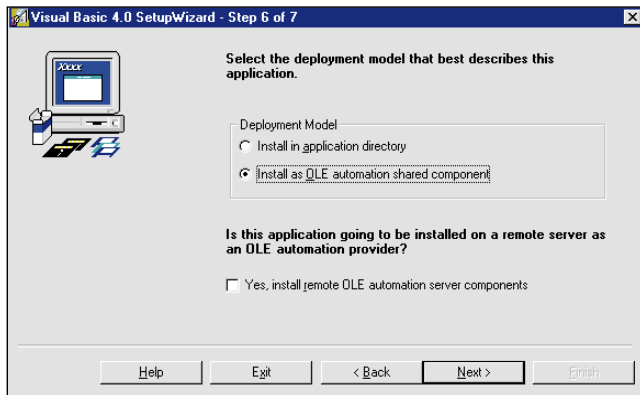 Visual Basic 4.0 SetupWizard - Step 6 of 7
Xxxx
Select the deployment model that best describes this
application.
Deployment Model
Install in application directory
Install as OLE automation shared component
Is this application going to be installed on a remote server as
an OLE automation provider?
Yes, install remote OLE automation server components
Help
Exit
< Back
Next >
Finish